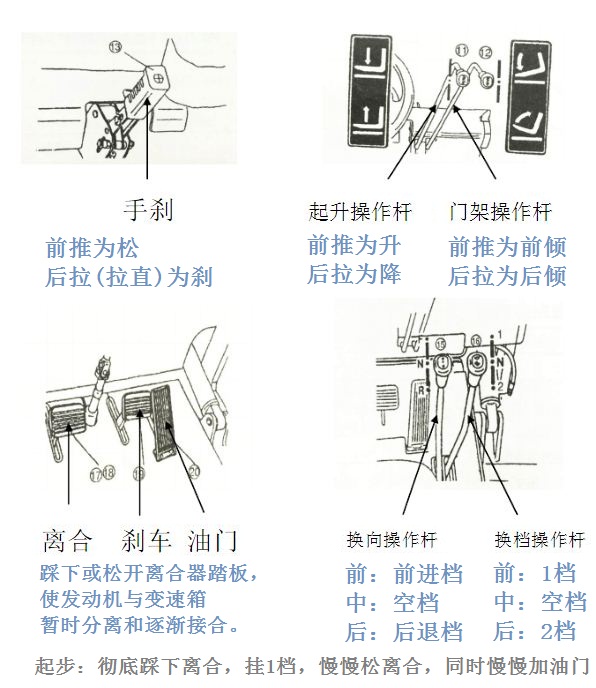 ⑬
⑪ ⑫
手刹
前推为松
后拉(拉直)为刹
起升操作杆 门架操作杆
前推为升
后拉为降
前推为前倾
后拉为后倾
⑰⑱ ⑲ ⑳
F ⑮ ⑯ 1
N N
R 2
离合 刹车 油门
踩下或松开离合器踏板，
使发动机与变速箱
暂时分离和逐渐接合。
换向操作杆 换档操作杆
前：前进档
中：空档
后：后退档
前：1档
中：空档
后：2档
起步：彻底踩下离合，挂1档，慢慢松离合，同时慢慢加油门